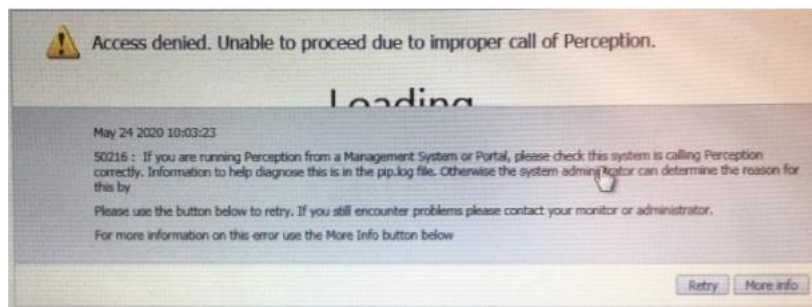 Access denied. Unable to proceed due to improper call of Perception.
Loading
May 24 2020 10:03:23
50216 : If you are running Perception from a Management System or Portal, please check this system is calling Perception
correctly. Information to help diagnose this is in the pip.log file. Otherwise the system administrator can determine the reason for
this by
Please use the button below to retry. If you still encounter problems please contact your monitor or administrator.
For more information on this error use the More Info button below
Retry More info